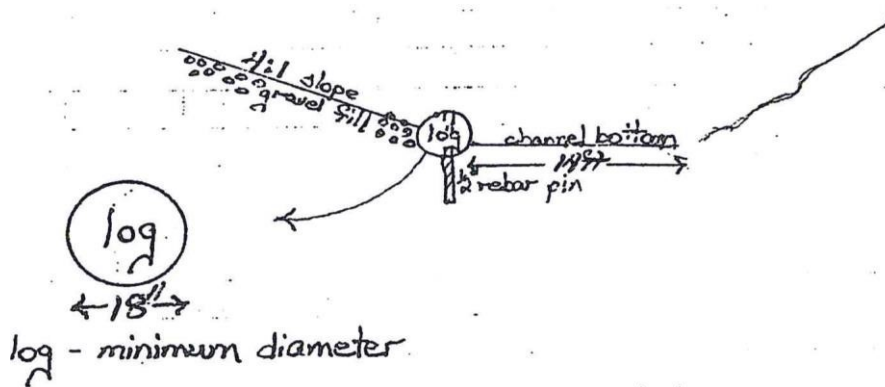 4:1 slope
gravel fill
log
channel bottom
½ rebar pin
log
18"
log - minimum diameter